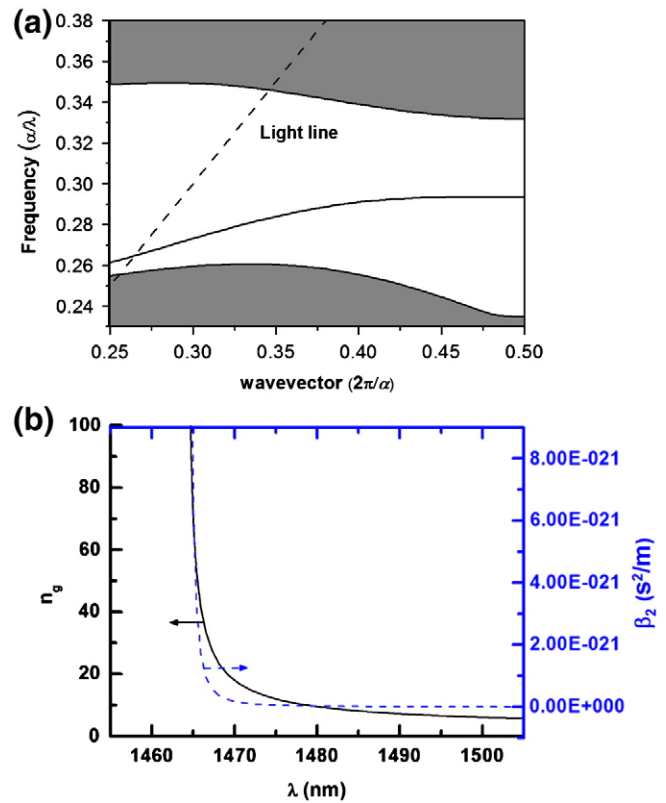 (a)
0.38
0.36
0.34
0.32
0.30
0.28
0.26
0.24
Frequency (α/λ)
Light line
0.25 0.30 0.35 0.40 0.45 0.50
wavevector (2π/α)
(b)
100
80
60
40
20
0
n_g
8.00E-021
6.00E-021
4.00E-021
2.00E-021
0.00E+000
β₂ (s²/m)
1460 1470 1480 1490 1500
λ (nm)